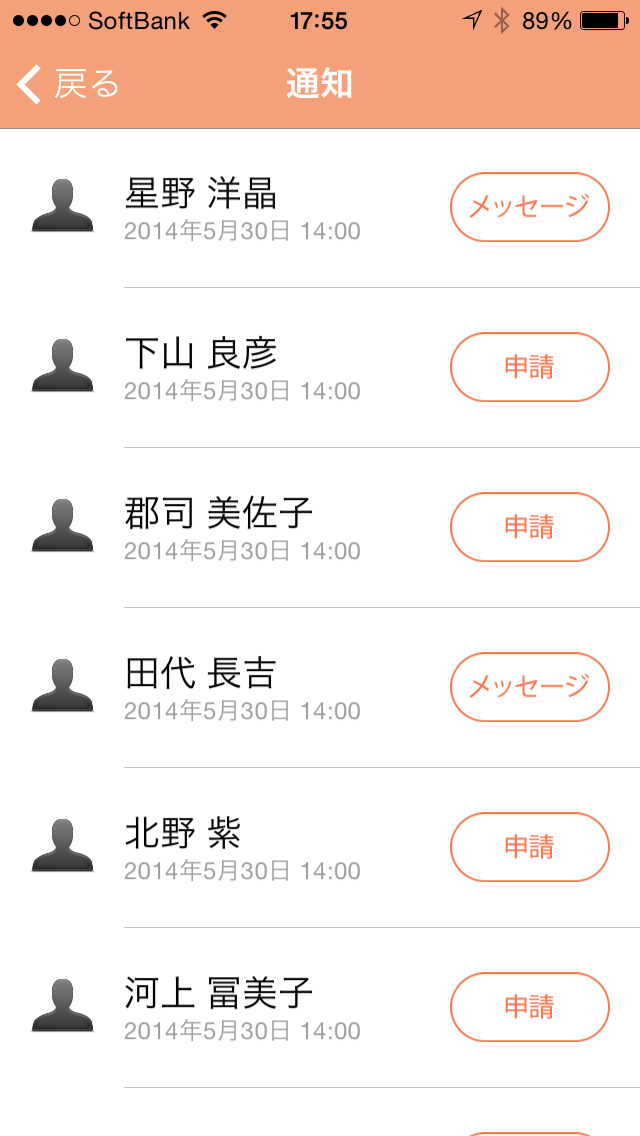 SoftBank 17:55 89%
戻る 通知
星野 洋晶 メッセージ
2014年5月30日 14:00
下山 良彦 申請
2014年5月30日 14:00
郡司 美佐子 申請
2014年5月30日 14:00
田代 長吉 メッセージ
2014年5月30日 14:00
北野 紫 申請
2014年5月30日 14:00
河上 冨美子 申請
2014年5月30日 14:00